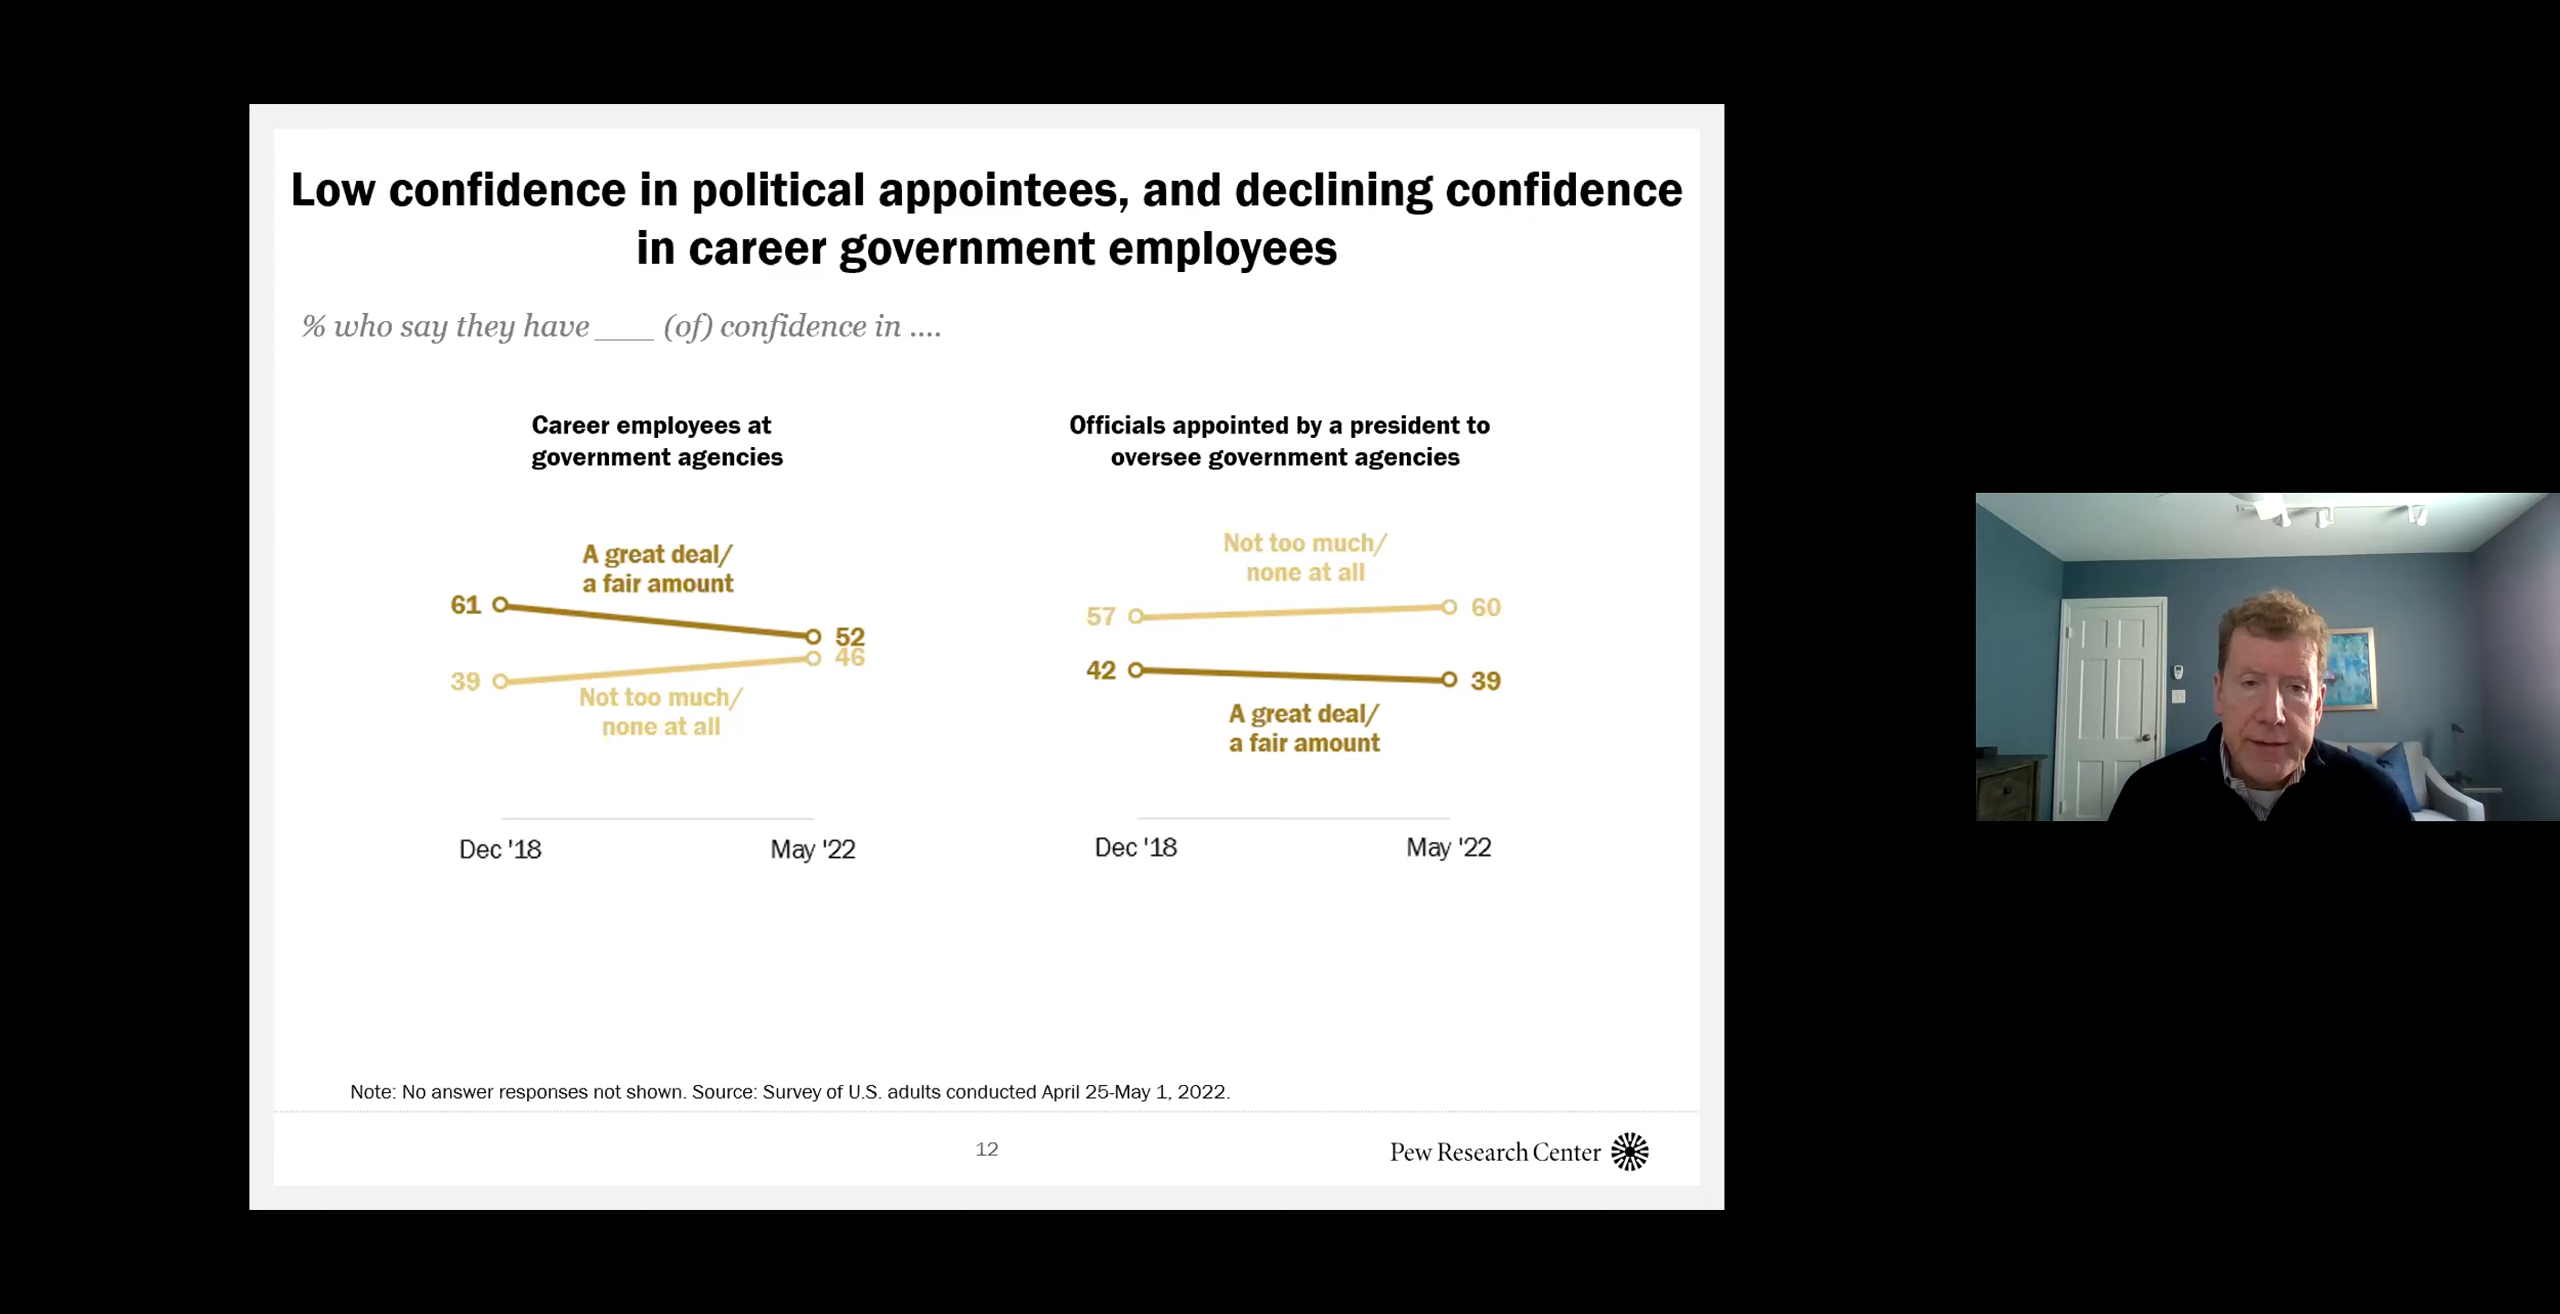 Low confidence in political appointees, and declining confidence
in career government employees
% who say they have ___ (of) confidence in ....
Career employees at
government agencies
A great deal/
a fair amount
61
52
46
39
Not too much/
none at all
Dec '18
May '22
Officials appointed by a president to
oversee government agencies
Not too much/
none at all
57
60
42
39
A great deal/
a fair amount
Dec '18
May '22
Note: No answer responses not shown. Source: Survey of U.S. adults conducted April 25-May 1, 2022.
12
Pew Research Center